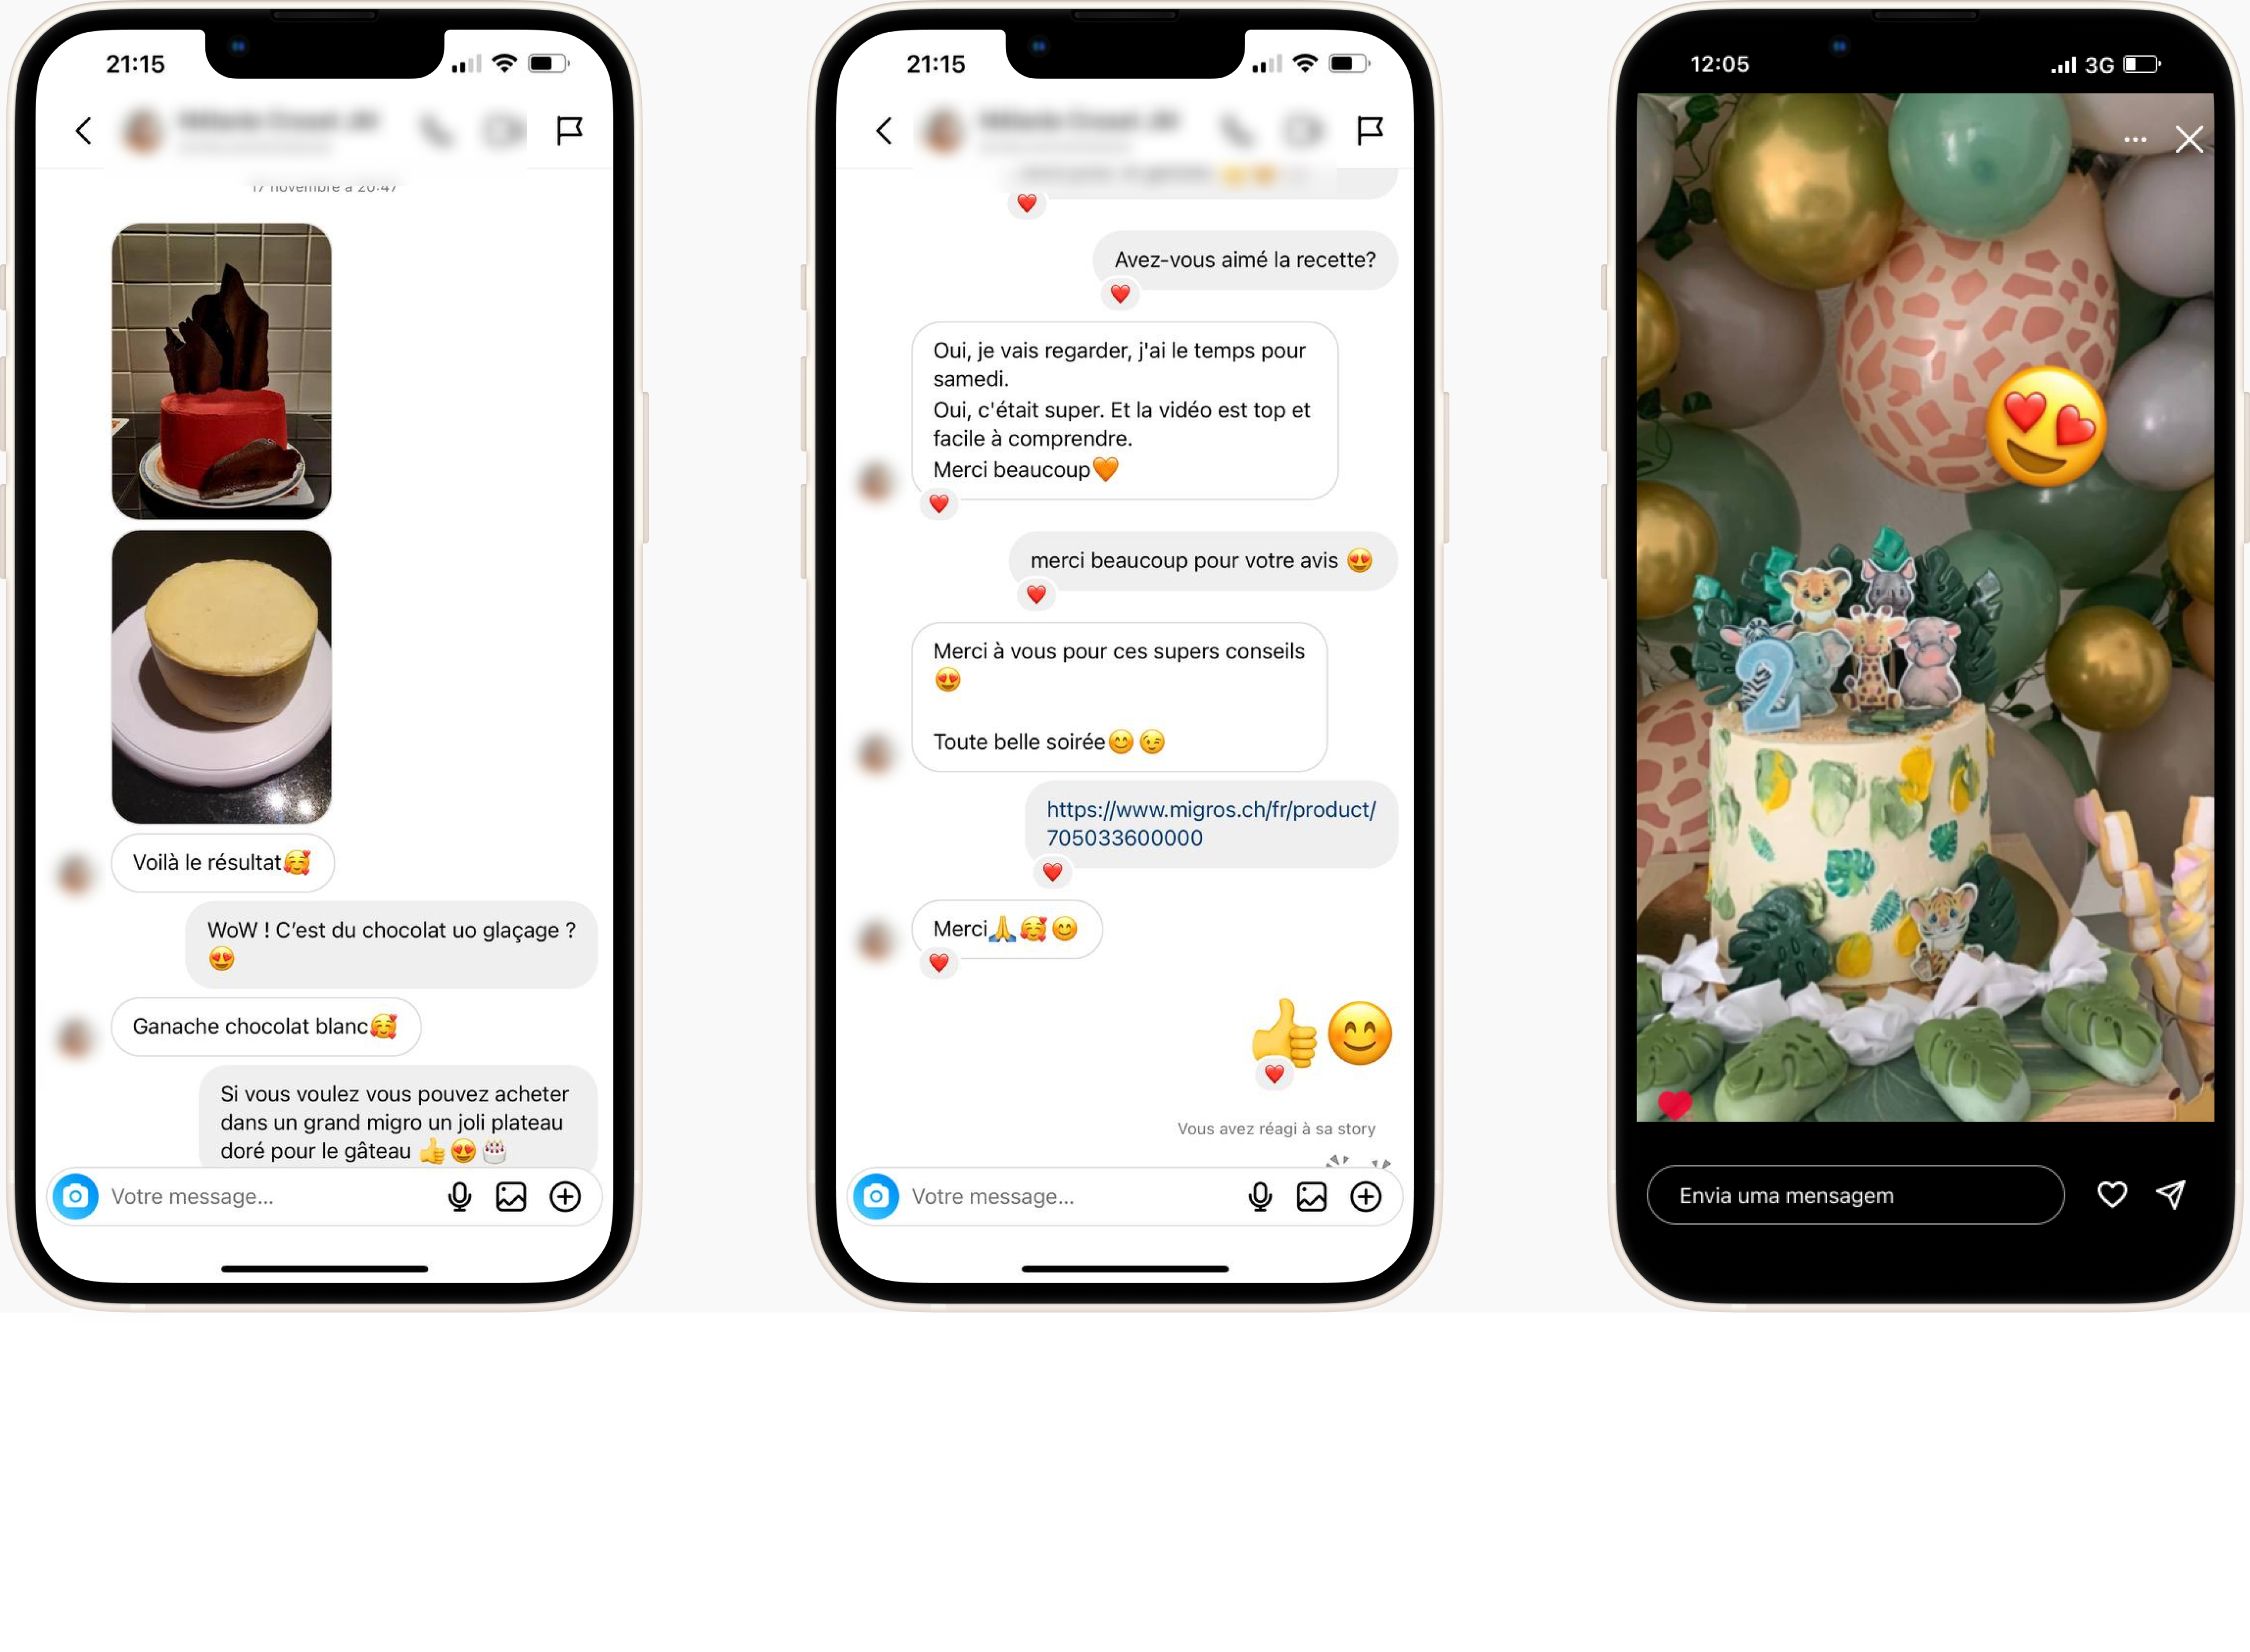 21:15
17 novembre à 20:47
Voilà le résultat🥰
WoW ! C’est du chocolat uo glaçage ?
😍
Ganache chocolat blanc🥰
Si vous voulez vous pouvez acheter
dans un grand migro un joli plateau
doré pour le gâteau 👍😍🎂
Votre message...
21:15
Avez-vous aimé la recette?
Oui, je vais regarder, j'ai le temps pour
samedi.
Oui, c'était super. Et la vidéo est top et
facile à comprendre.
Merci beaucoup🧡
merci beaucoup pour votre avis 😍
Merci à vous pour ces supers conseils
😍
Toute belle soirée😊😉
https://www.migros.ch/fr/product/
705033600000
Merci🙏🥰😊
Vous avez réagi à sa story
Votre message...
12:05
3G
2
Envia uma mensagem